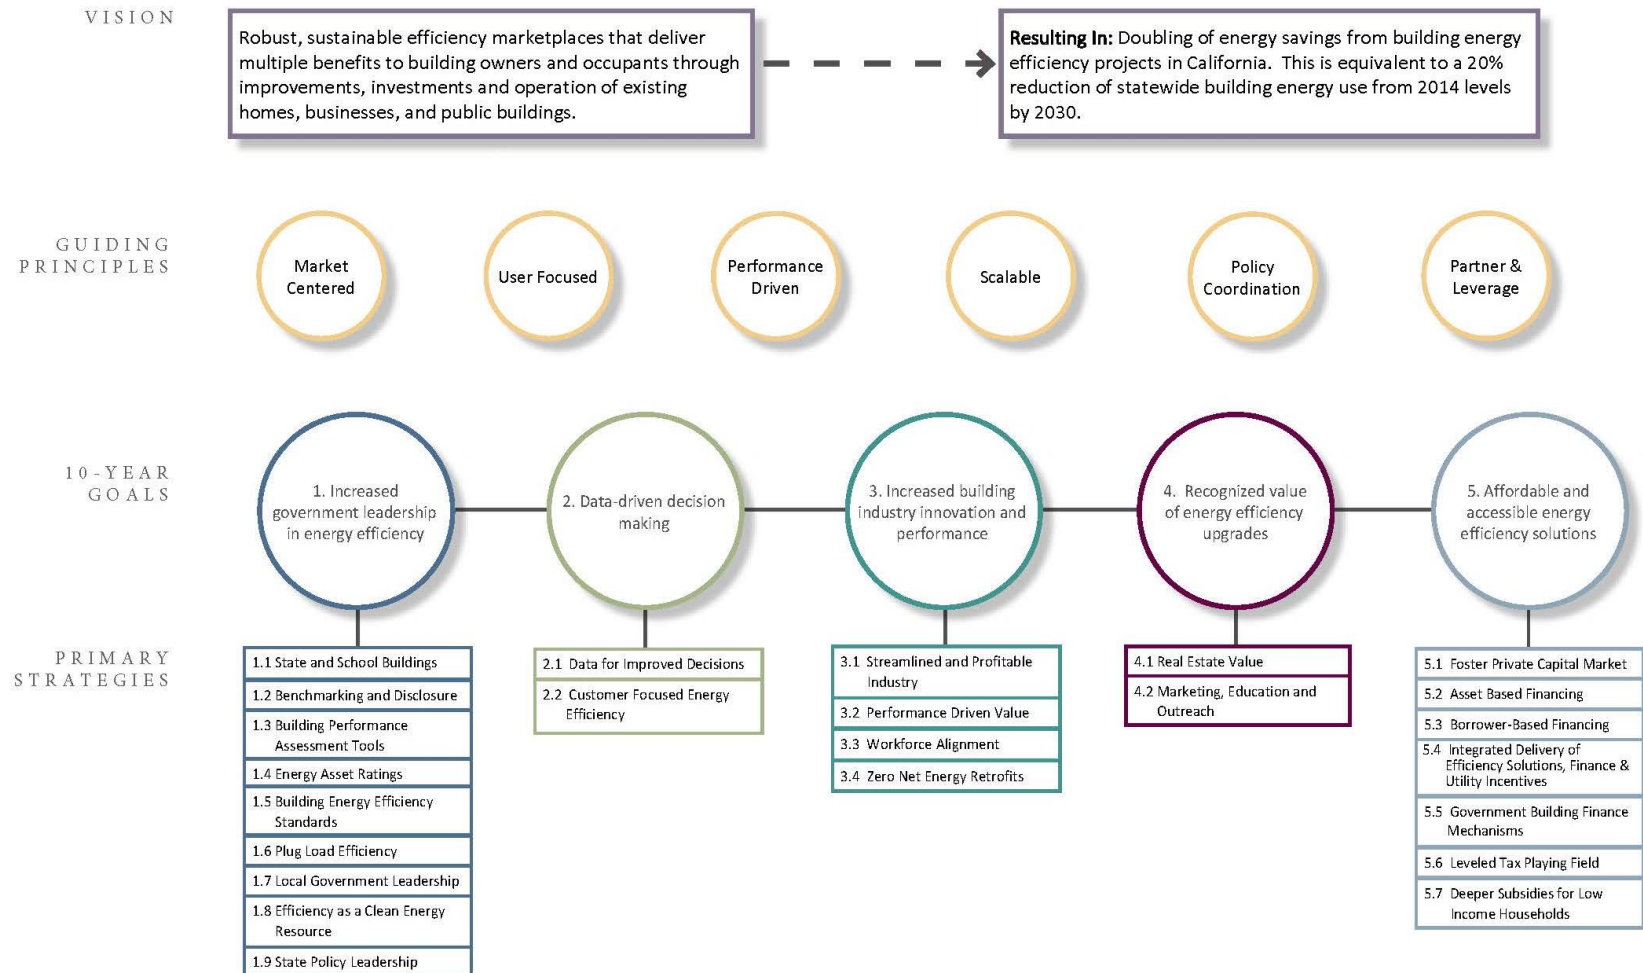 VISION
Robust, sustainable efficiency marketplaces that deliver
multiple benefits to building owners and occupants through
improvements, investments and operation of existing
homes, businesses, and public buildings.
Resulting In: Doubling of energy savings from building energy
efficiency projects in California.  This is equivalent to a 20%
reduction of statewide building energy use from 2014 levels
by 2030.
GUIDING
PRINCIPLES
Market
Centered
User Focused
Performance
Driven
Scalable
Policy
Coordination
Partner &
Leverage
10-YEAR
GOALS
1. Increased
government leadership
in energy efficiency
2. Data-driven decision
making
3. Increased building
industry innovation and
performance
4.  Recognized value
of energy efficiency
upgrades
5. Affordable and
accessible energy
efficiency solutions
PRIMARY
STRATEGIES
1.1 State and School Buildings
1.2 Benchmarking and Disclosure
1.3 Building Performance
Assessment Tools
1.4 Energy Asset Ratings
1.5 Building Energy Efficiency
Standards
1.6 Plug Load Efficiency
1.7 Local Government Leadership
1.8 Efficiency as a Clean Energy
Resource
1.9 State Policy Leadership
2.1 Data for Improved Decisions
2.2 Customer Focused Energy
Efficiency
3.1 Streamlined and Profitable
Industry
3.2 Performance Driven Value
3.3 Workforce Alignment
3.4 Zero Net Energy Retrofits
4.1 Real Estate Value
4.2 Marketing, Education and
Outreach
5.1 Foster Private Capital Market
5.2 Asset Based Financing
5.3 Borrower-Based Financing
5.4 Integrated Delivery of
Efficiency Solutions, Finance &
Utility Incentives
5.5 Government Building Finance
Mechanisms
5.6 Leveled Tax Playing Field
5.7 Deeper Subsidies for Low
Income Households